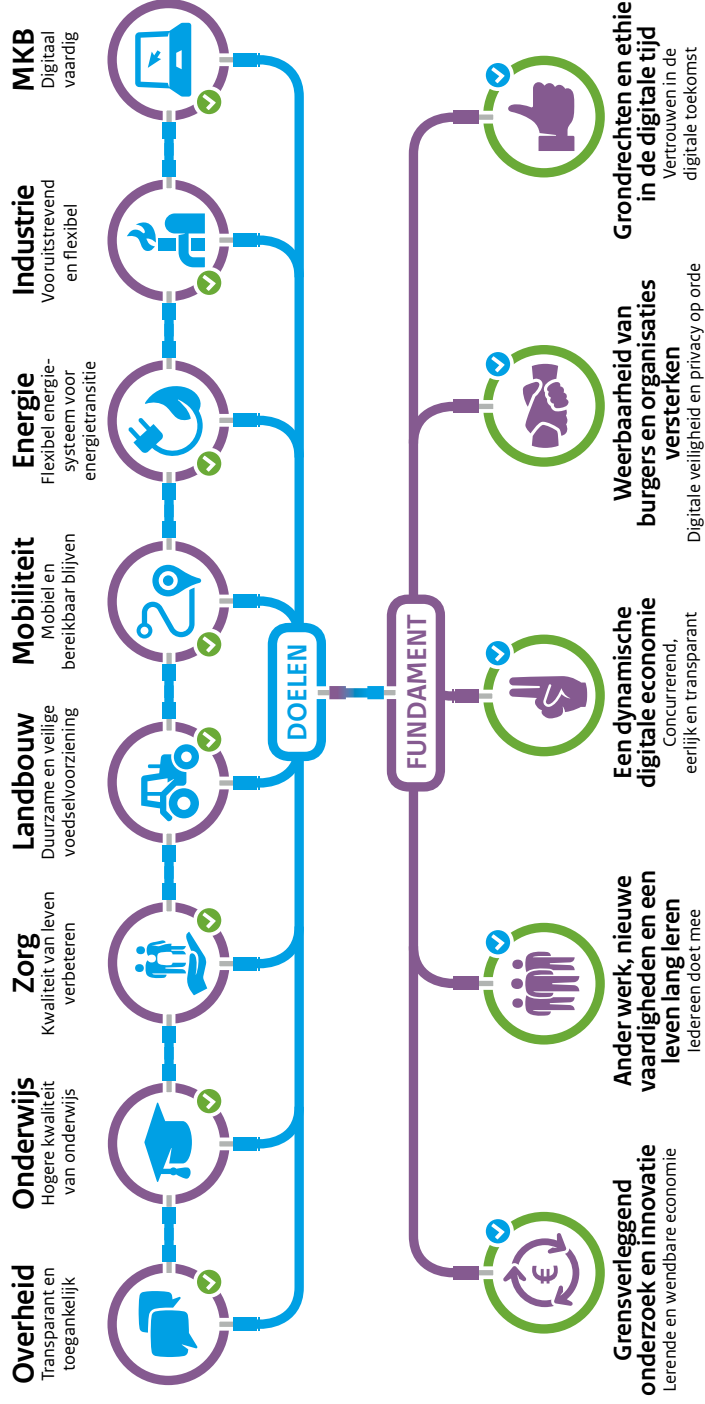 Overheid
Transparant en
toegankelijk
Onderwijs
Hogere kwaliteit
van onderwijs
Zorg
Kwaliteit van leven
verbeteren
Landbouw
Duurzame en veilige
voedselvoorziening
Mobiliteit
Mobiel en
bereikbaar blijven
Energie
Flexibel energie-
systeem voor
energietransitie
Industrie
Vooruitstrevend
en flexibel
MKB
Digitaal
vaardig
DOELEN
FUNDAMENT
€
Grensverleggend
onderzoek en innovatie
Lerende en wendbare economie
Ander werk, nieuwe
vaardigheden en een
leven lang leren
Iedereen doet mee
Een dynamische
digitale economie
Concurrerend,
eerlijk en transparant
Weerbaarheid van
burgers en organisaties
versterken
Digitale veiligheid en privacy op orde
Grondrechten en ethie
in de digitale tijd
Vertrouwen in de
digitale toekomst